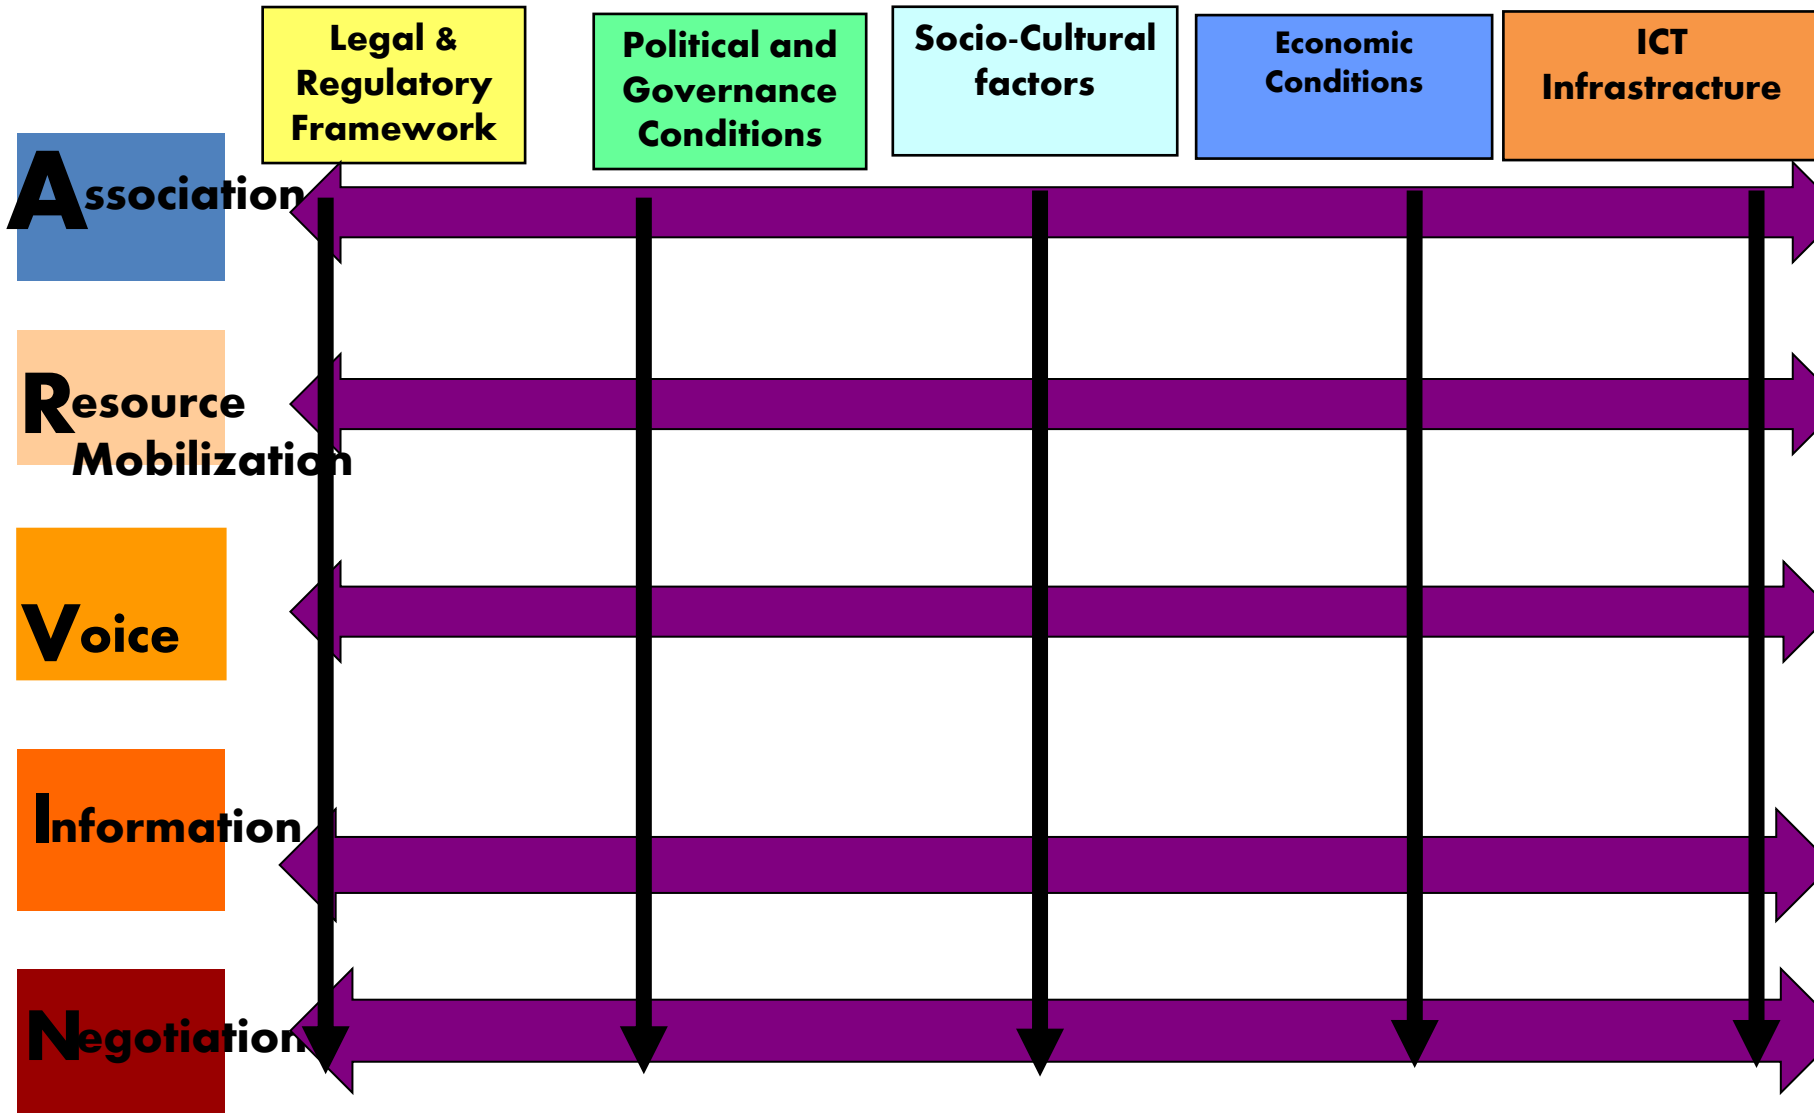 Legal &
Regulatory
Framework
Political and
Governance
Conditions
Socio-Cultural
factors
Economic
Conditions
ICT
Infrastracture
Association
Resource
Mobilization
Voice
Information
Negotiation